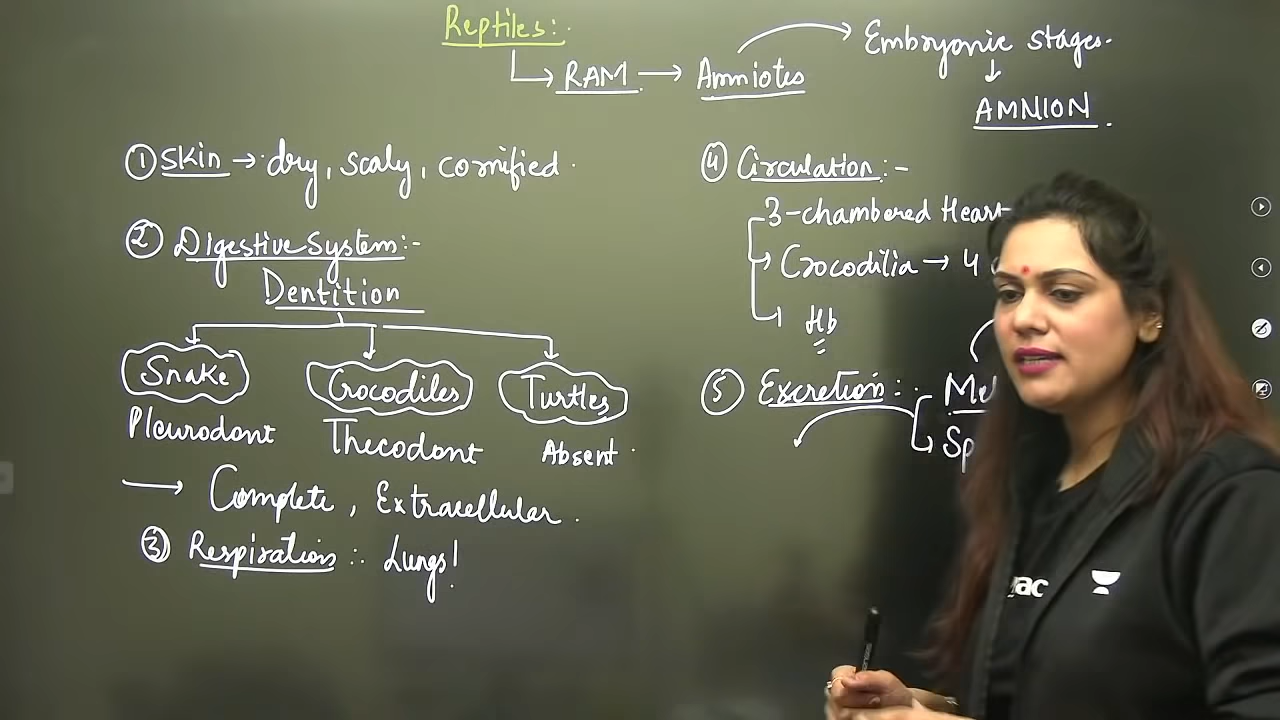 Reptiles:-
RAM → Amniotes → Embryonic stages.
↓
AMNION
① Skin → dry, scaly, cornified.
② Digestive System:-
Dentition
Snake Crocodiles Turtles
Pleurodont Thecodont Absent.
→ Complete, Extracellular.
③ Respiration:: Lungs!
④ Circulation:-
3-chambered Heart
Crocodilia → 4
Hb
⑤ Excretion: